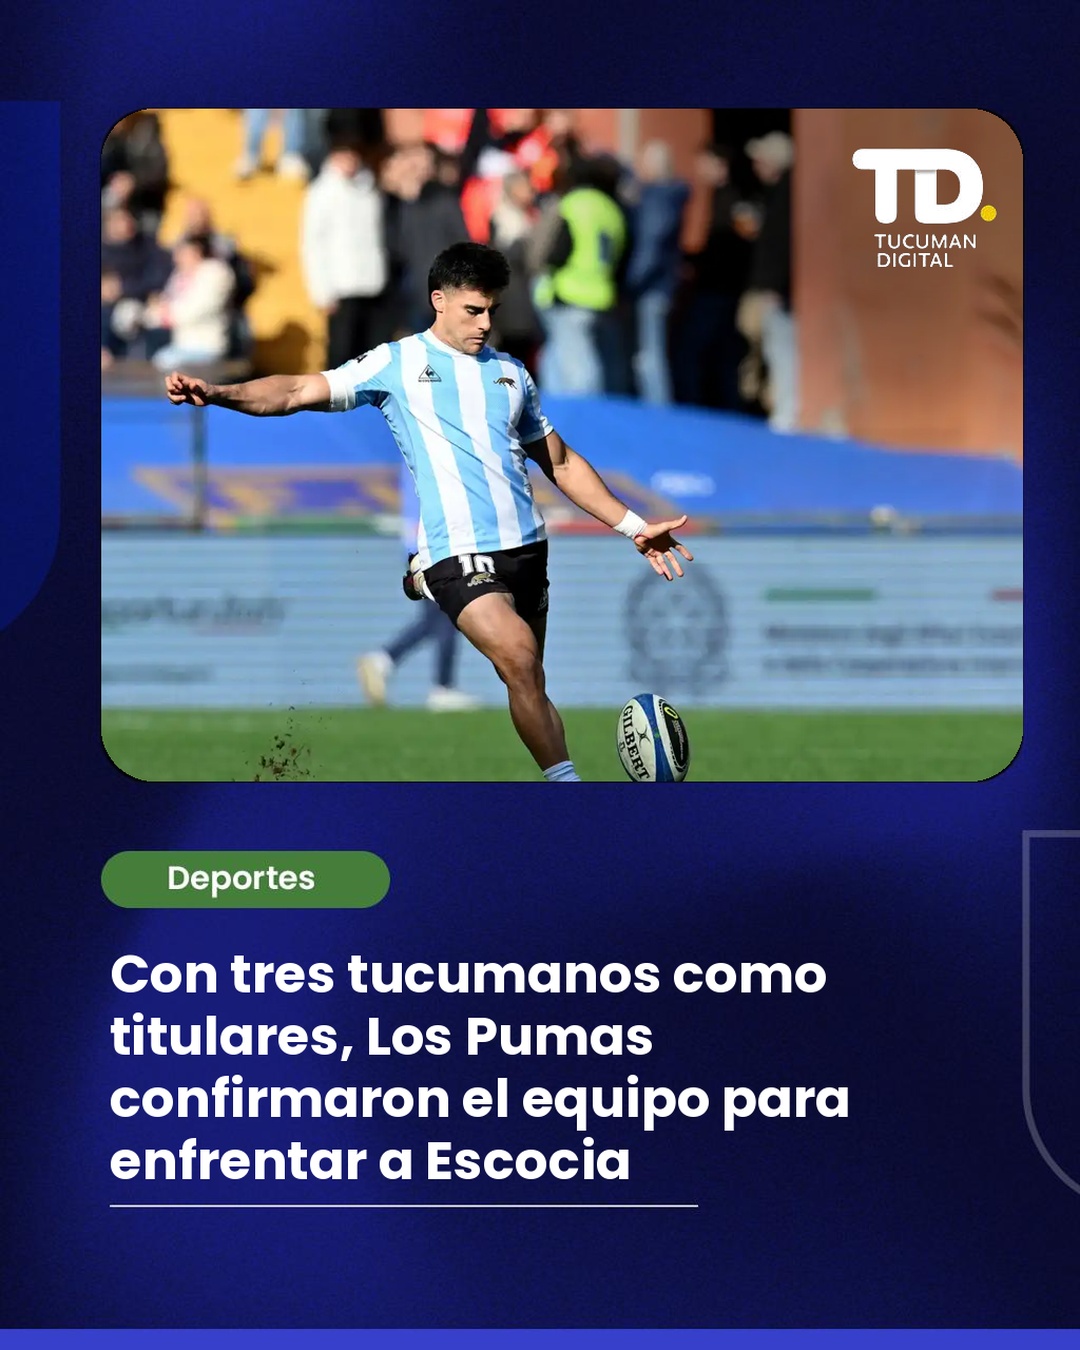 TD.
TUCUMAN
DIGITAL
10
GILBERT
Deportes
Con tres tucumanos como
titulares, Los Pumas
confirmaron el equipo para
enfrentar a Escocia